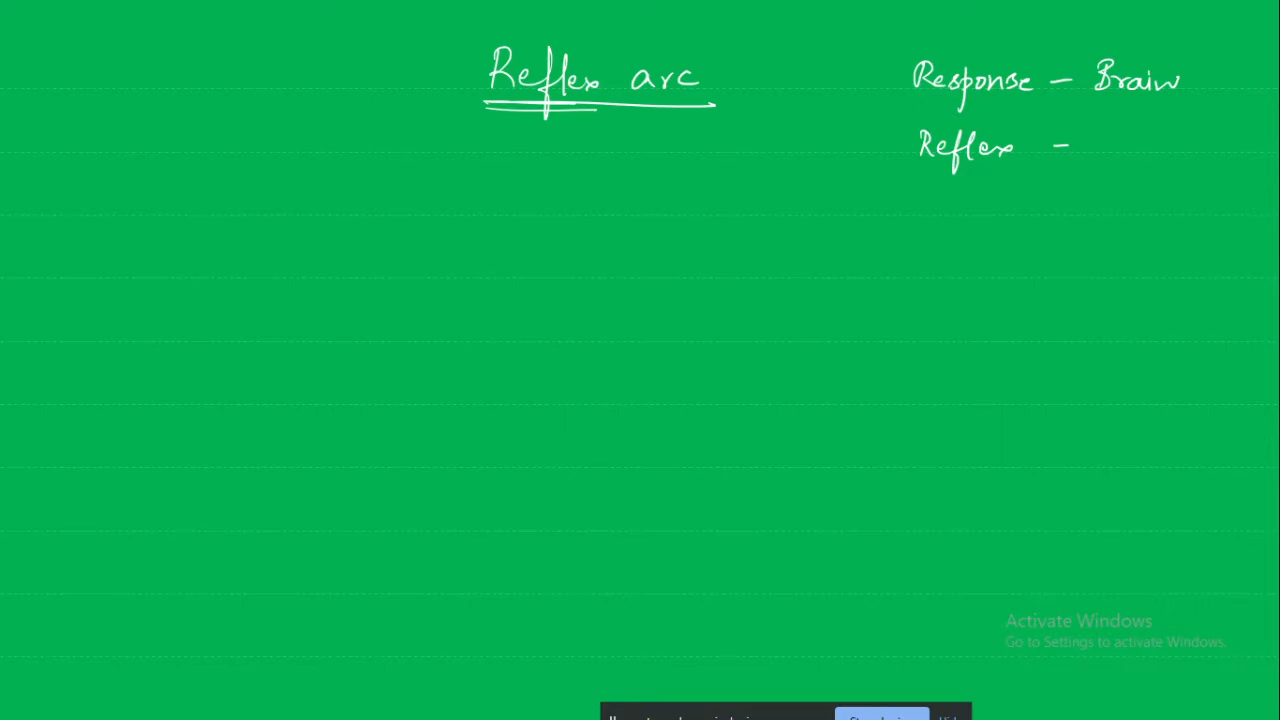 Reflex arc
Response - Brain
Reflex -
Activate Windows
Go to Settings to activate Windows.